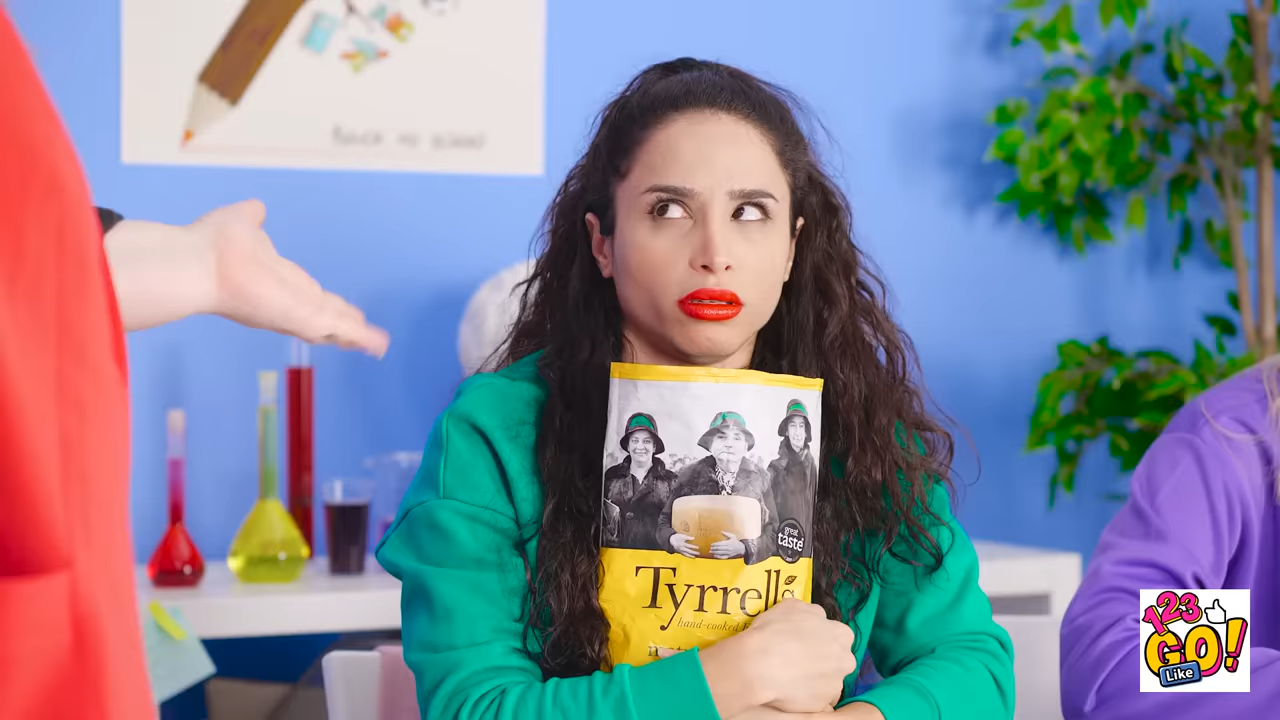 BACK TO SCHOOL
great
taste
Tyrrells
hand-cooked
123
GO!
Like